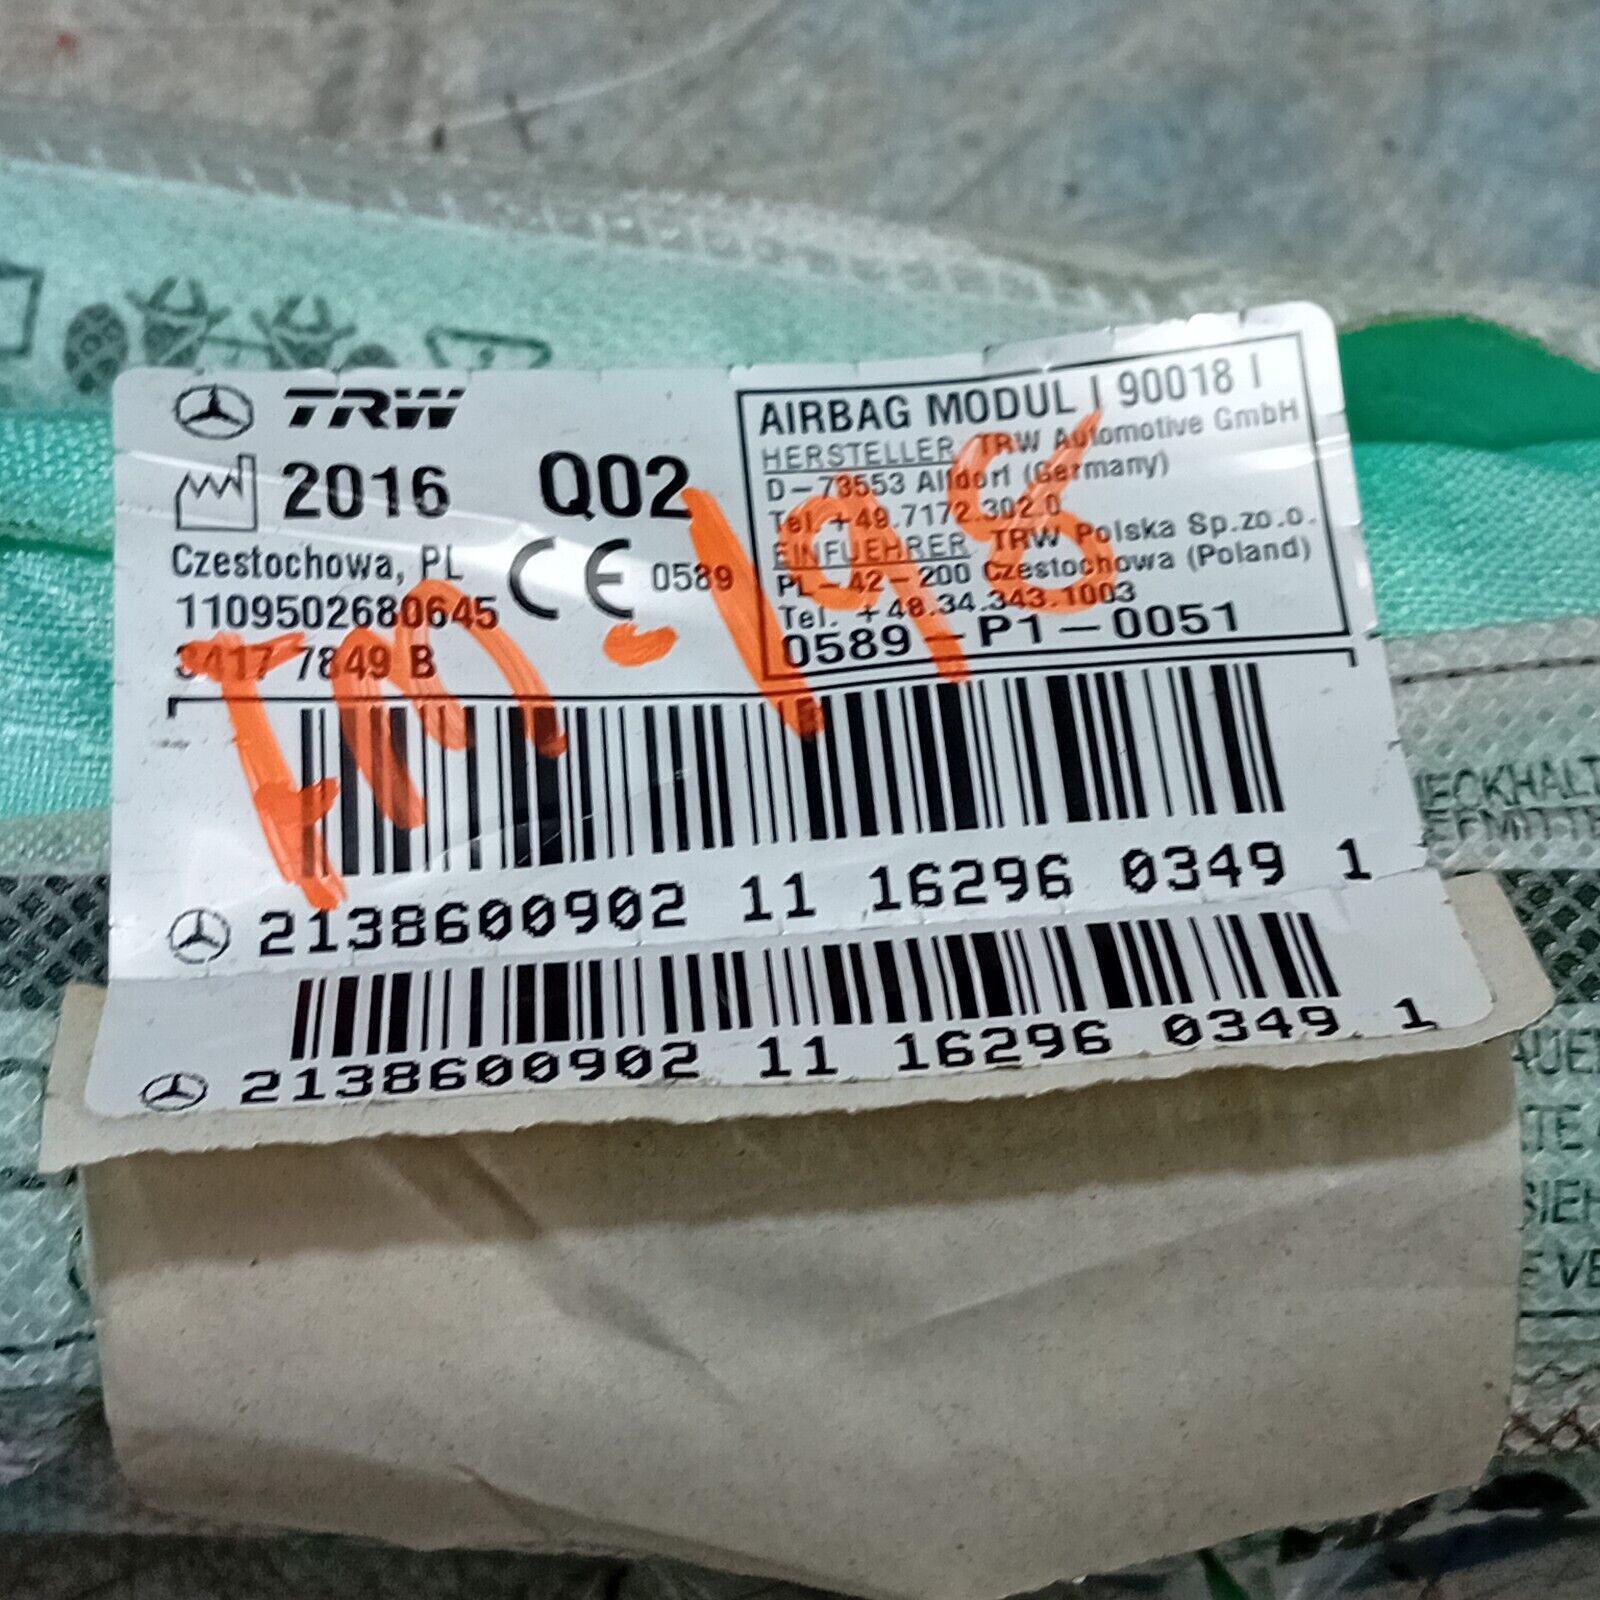 TRW
2016 Q02
Czestochowa, PL
CE 0589
1109502680645
3417 7849 B
AIRBAG MODUL | 90018 |
HERSTELLER TRW Automotive GmbH
D-73553 Alfdorf (Germany)
Tel. +49.7172.302.0
EINFUEHRER TRW Polska Sp.zo.o.
PL-42-200 Czestochowa (Poland)
Tel. +48.34.343.1003
0589-P1-0051
IM-198
2138600902 11 16296 0349 1
2138600902 11 16296 0349 1